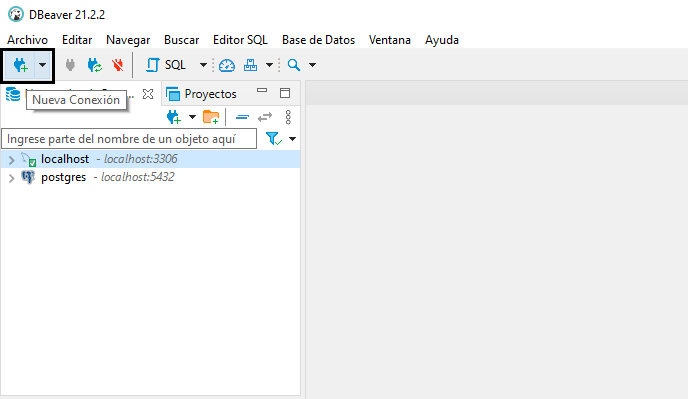 DBeaver 21.2.2
Archivo Editar Navegar Buscar Editor SQL Base de Datos Ventana Ayuda
SQL
Proyectos
Nueva Conexión
Ingrese parte del nombre de un objeto aquí
localhost - localhost:3306
postgres - localhost:5432